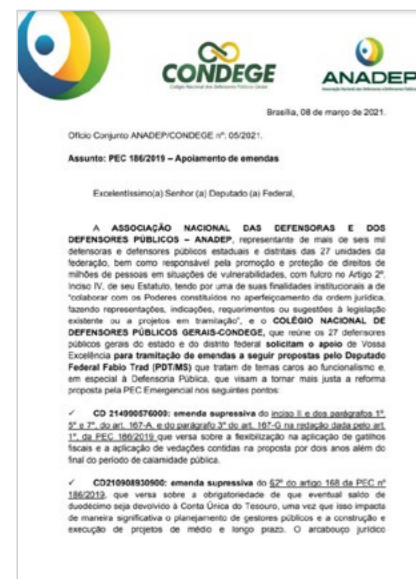 CONDEGE
Colégio Nacional dos Defensores Públicos Gerais
ANADEP
Associação Nacional das Defensoras e Defensores Públicos
Brasília, 08 de março de 2021.
Ofício Conjunto ANADEP/CONDEGE nº: 05/2021.
Assunto: PEC 186/2019 – Apoiamento de emendas
Excelentíssimo(a) Senhor (a) Deputado (a) Federal,
A ASSOCIAÇÃO NACIONAL DAS DEFENSORAS E DOS
DEFENSORES PÚBLICOS – ANADEP, representante de mais de seis mil
defensoras e defensores públicos estaduais e distritais das 27 unidades da
federação, bem como responsável pela promoção e proteção de direitos de
milhões de pessoas em situações de vulnerabilidades, com fulcro no Artigo 2º,
Inciso IV, de seu Estatuto, tendo por uma de suas finalidades institucionais a de
"colaborar com os Poderes constituídos no aperfeiçoamento da ordem jurídica,
fazendo representações, indicações, requerimentos ou sugestões à legislação
existente ou a projetos em tramitação", e o COLÉGIO NACIONAL DE
DEFENSORES PÚBLICOS GERAIS-CONDEGE, que reúne os 27 defensores
públicos gerais do estado e do distrito federal solicitam o apoio de Vossa
Excelência para tramitação de emendas a seguir propostas pelo Deputado
Federal Fabio Trad (PDT/MS) que tratam de temas caros ao funcionalismo e,
em especial à Defensoria Pública, que visam a tornar mais justa a reforma
proposta pela PEC Emergencial nos seguintes pontos:
✓ CD 214990576000: emenda supressiva do inciso II e dos parágrafos 1º,
5º e 7º, do art. 167-A, e do parágrafo 3º do art. 167-G na redação dada pelo art.
1º, da PEC 186/2019 que versa sobre a flexibilização na aplicação de gatilhos
fiscais e a aplicação de vedações contidas na proposta por dois anos além do
final do período de calamidade pública.
✓ CD210908930900: emenda supressiva do §2º do artigo 168 da PEC nº
186/2019, que versa sobre a obrigatoriedade de que eventual saldo de
duodécimo seja devolvido à Conta Única do Tesouro, uma vez que isso impacta
de maneira significativa o planejamento de gestores públicos e a construção e
execução de projetos de médio e longo prazo. O arcabouço jurídico